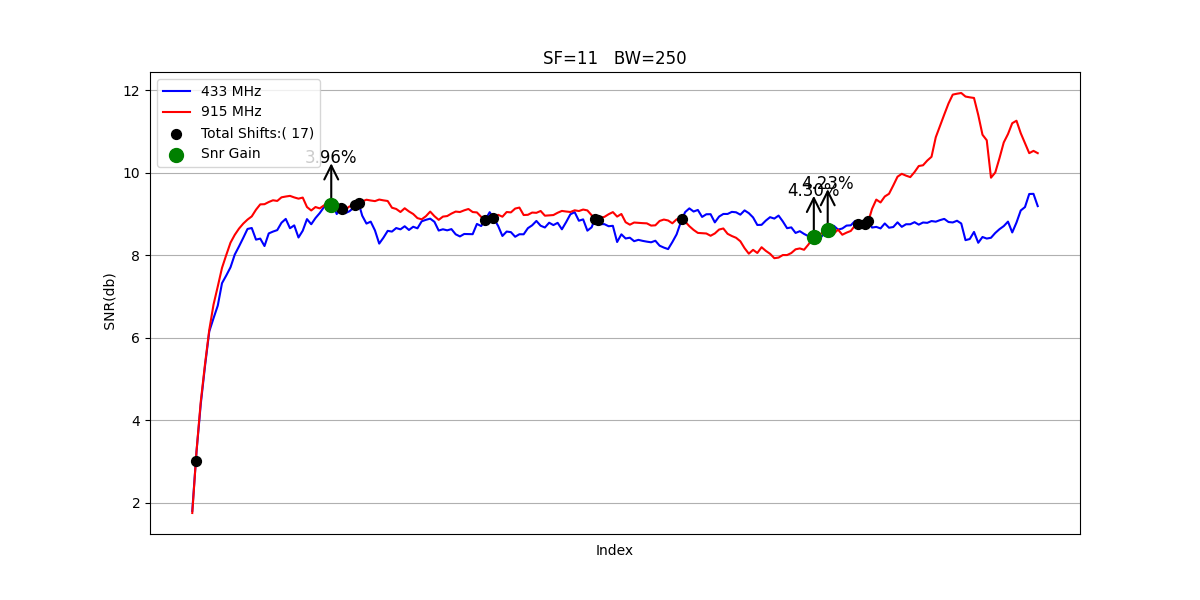 SF=11   BW=250
433 MHz
915 MHz
Total Shifts:( 17)
Snr Gain
3.96%
4.30%
4.23%
12
10
8
6
4
2
SNR(db)
Index